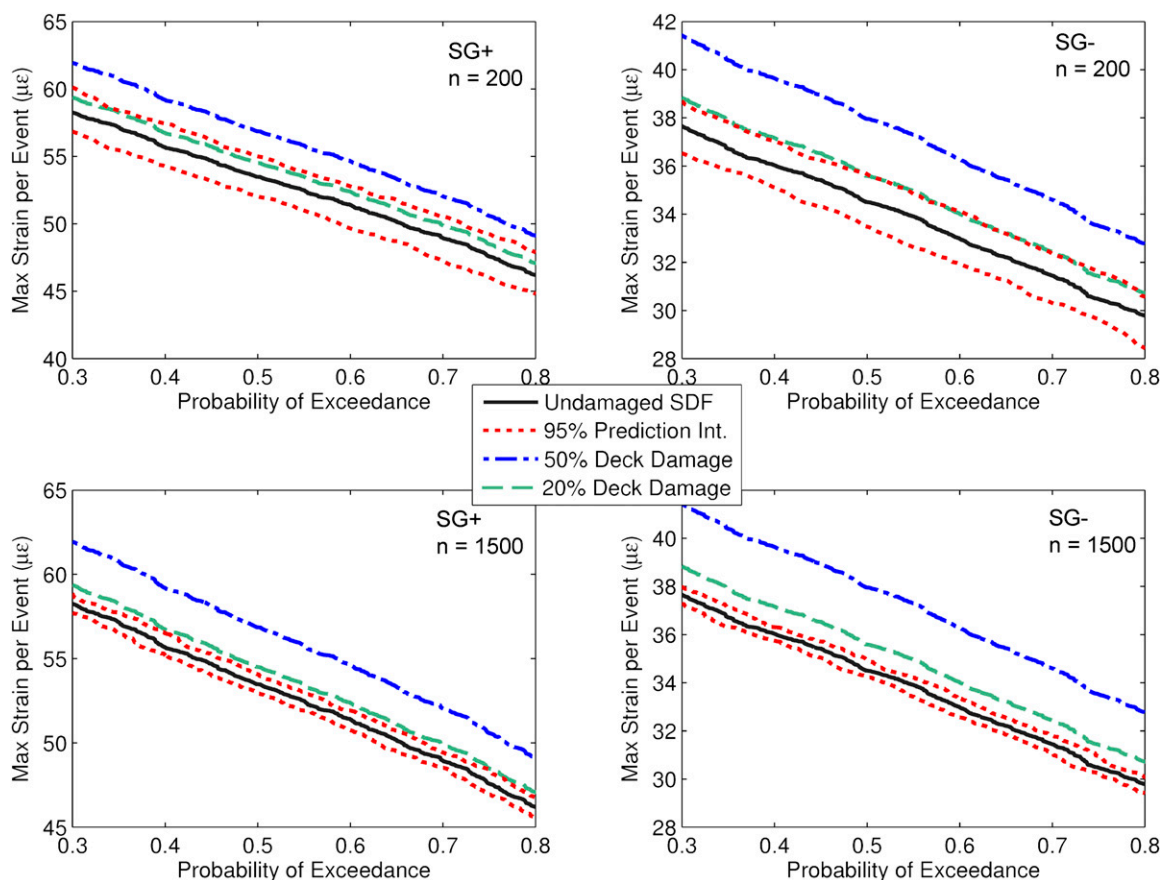 65
60
55
50
45
40
Max Strain per Event (με)
SG+
n = 200
0.3 0.4 0.5 0.6 0.7 0.8
Probability of Exceedance
42
40
38
36
34
32
30
28
Max Strain per Event (με)
SG-
n = 200
0.3 0.4 0.5 0.6 0.7 0.8
Probability of Exceedance
Undamaged SDF
95% Prediction Int.
50% Deck Damage
20% Deck Damage
65
60
55
50
45
Max Strain per Event (με)
SG+
n = 1500
0.3 0.4 0.5 0.6 0.7 0.8
Probability of Exceedance
40
38
36
34
32
30
28
Max Strain per Event (με)
SG-
n = 1500
0.3 0.4 0.5 0.6 0.7 0.8
Probability of Exceedance